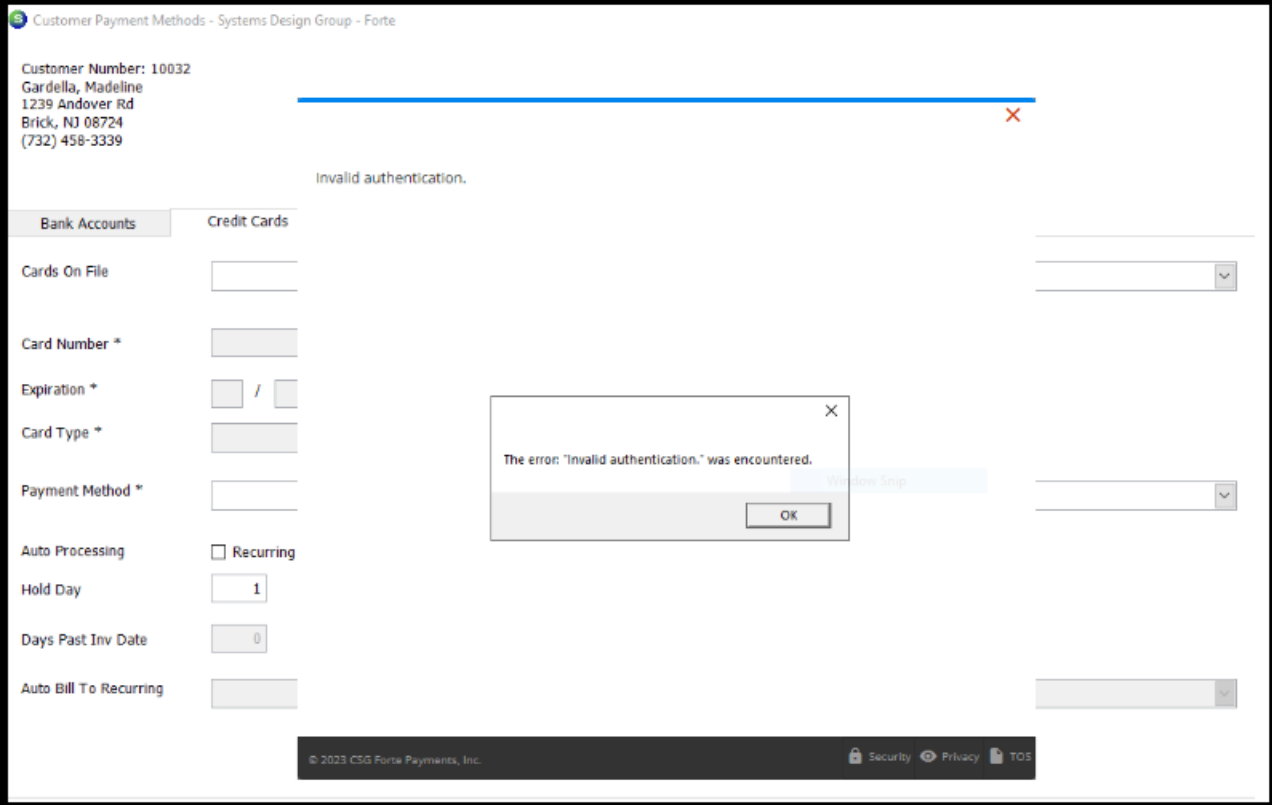 Customer Payment Methods - Systems Design Group - Forte
Customer Number: 10032
Gardella, Madeline
1239 Andover Rd
Brick, NJ 08724
(732) 458-3339
Invalid authentication.
Bank Accounts
Credit Cards
Cards On File
Card Number *
Expiration *
/
Card Type *
The error: "Invalid authentication." was encountered.
Window Snip
OK
Payment Method *
Auto Processing
Recurring
Hold Day
1
Days Past Inv Date
0
Auto Bill To Recurring
© 2023 CSG Forte Payments, Inc.
Security
Privacy
TOS